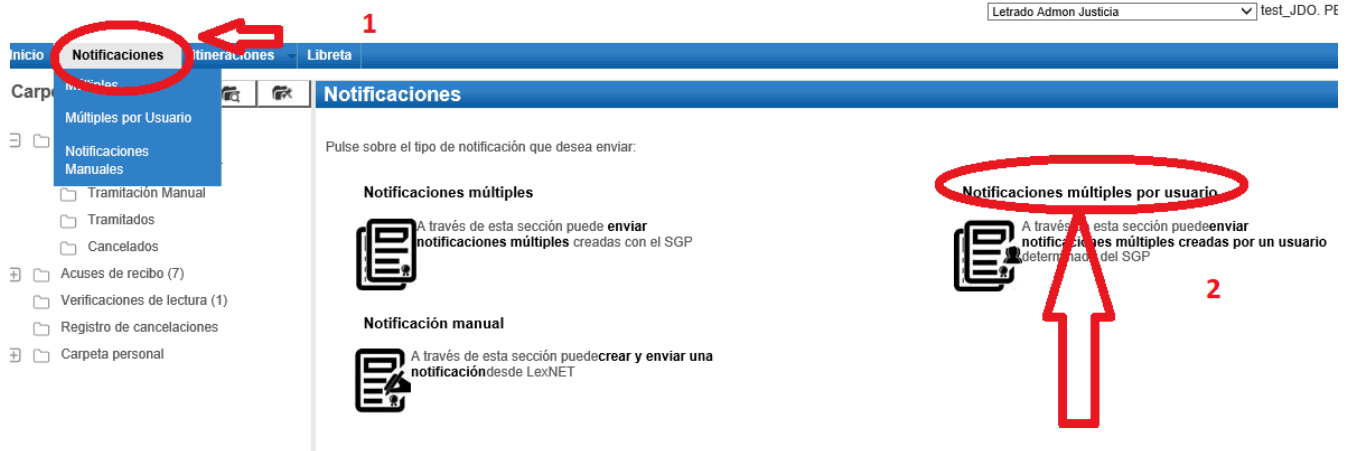 Letrado Admon Justicia test_JDO. PE
1
Inicio Notificaciones Itineraciones Libreta
Carpe
Múltiples
Múltiples por Usuario
Notificaciones
Manuales
Tramitación Manual
Tramitados
Cancelados
Acuses de recibo (7)
Verificaciones de lectura (1)
Registro de cancelaciones
Carpeta personal
Notificaciones
Pulse sobre el tipo de notificación que desea enviar:
Notificaciones múltiples
A través de esta sección puede enviar
notificaciones múltiples creadas con el SGP
Notificaciones múltiples por usuario
A través de esta sección puedeenviar
notificaciones múltiples creadas por un usuario
determinado del SGP
2
Notificación manual
A través de esta sección puedecrear y enviar una
notificacióndesde LexNET